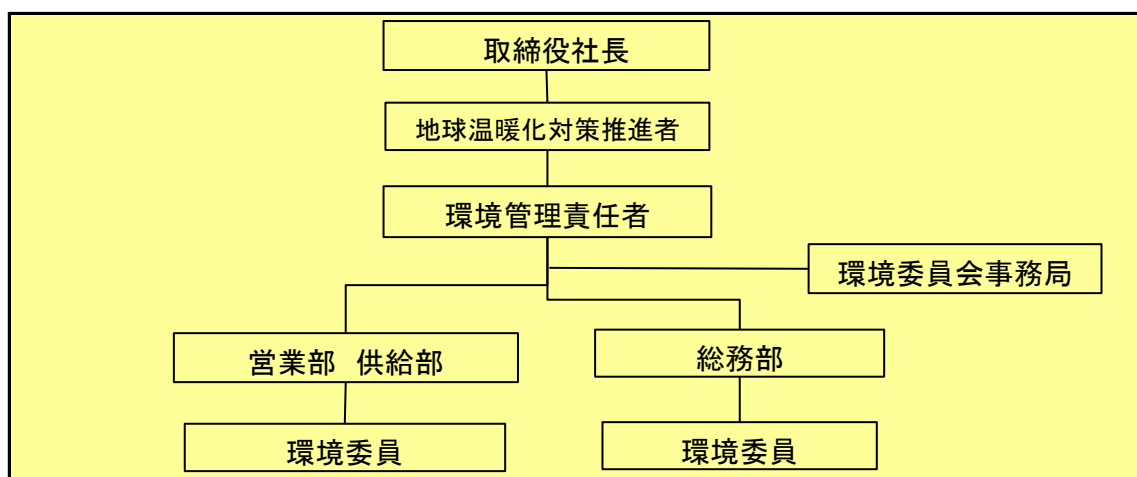 取締役社長
地球温暖化対策推進者
環境管理責任者
環境委員会事務局
営業部　供給部
総務部
環境委員
環境委員